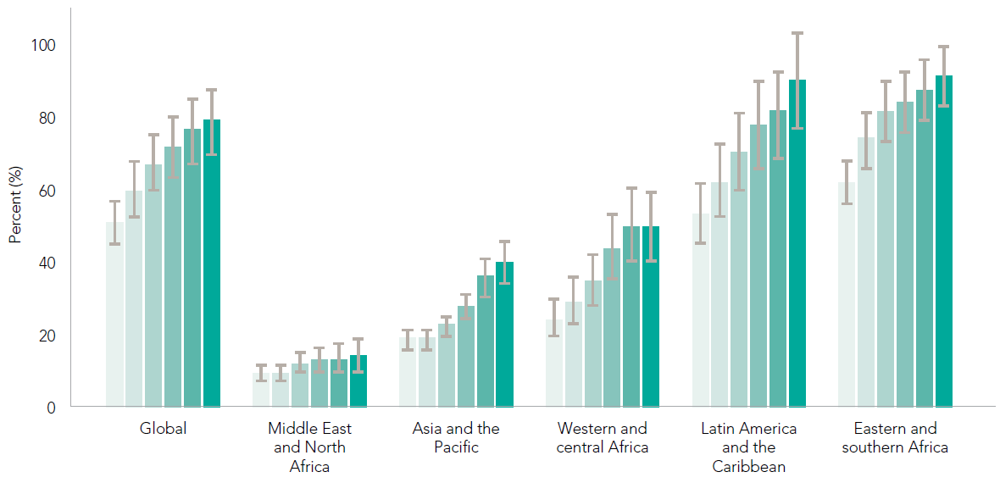 100
80
60
40
20
0
Percent (%)
Global
Middle East
and North
Africa
Asia and the
Pacific
Western and
central Africa
Latin America
and the
Caribbean
Eastern and
southern Africa